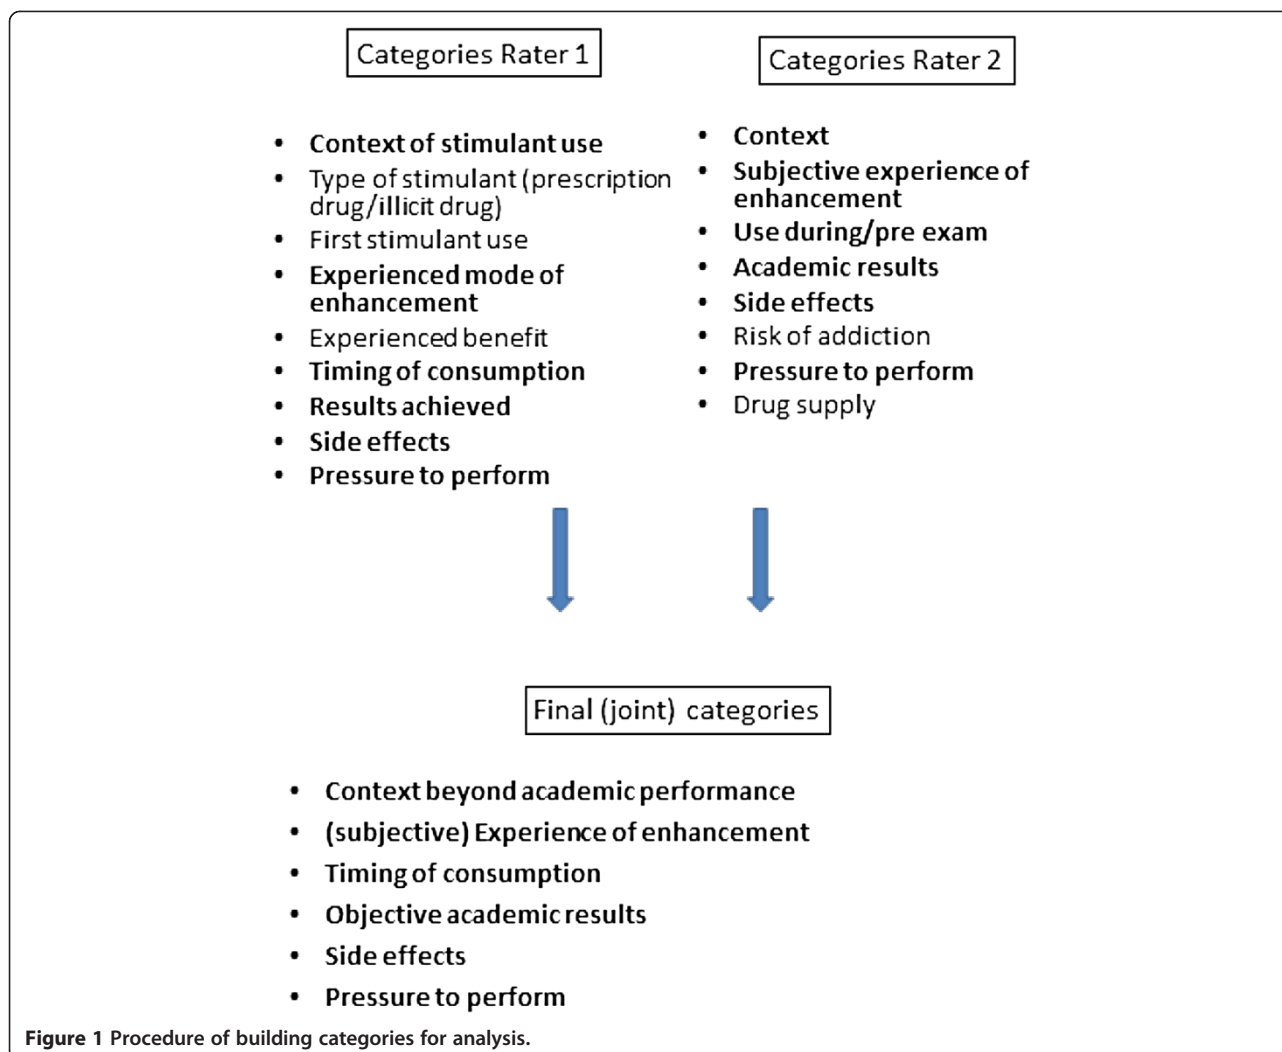 Categories Rater 1
• Context of stimulant use
• Type of stimulant (prescription
drug/illicit drug)
• First stimulant use
• Experienced mode of
enhancement
• Experienced benefit
• Timing of consumption
• Results achieved
• Side effects
• Pressure to perform
Categories Rater 2
• Context
• Subjective experience of
enhancement
• Use during/pre exam
• Academic results
• Side effects
• Risk of addiction
• Pressure to perform
• Drug supply
Final (joint) categories
• Context beyond academic performance
• (subjective) Experience of enhancement
• Timing of consumption
• Objective academic results
• Side effects
• Pressure to perform
Figure 1 Procedure of building categories for analysis.